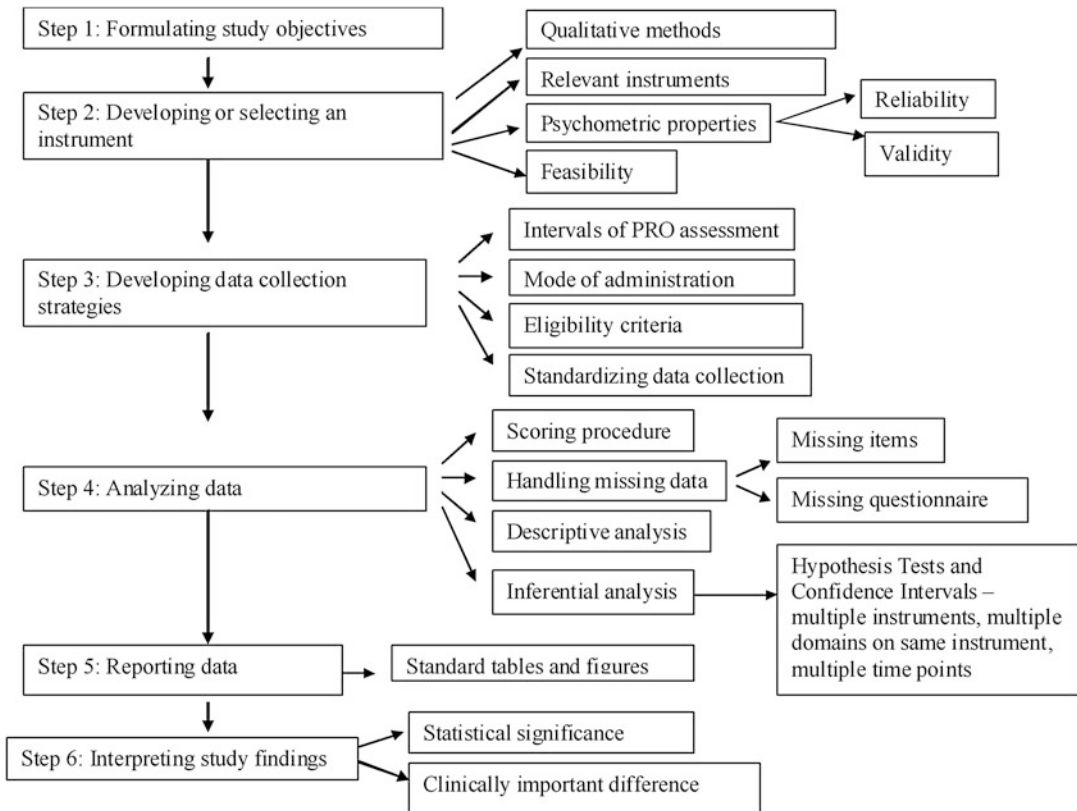 Step 1: Formulating study objectives
Step 2: Developing or selecting an
instrument
Qualitative methods
Relevant instruments
Psychometric properties
Feasibility
Reliability
Validity
Step 3: Developing data collection
strategies
Intervals of PRO assessment
Mode of administration
Eligibility criteria
Standardizing data collection
Step 4: Analyzing data
Scoring procedure
Handling missing data
Descriptive analysis
Inferential analysis
Missing items
Missing questionnaire
Hypothesis Tests and
Confidence Intervals –
multiple instruments, multiple
domains on same instrument,
multiple time points
Step 5: Reporting data
Standard tables and figures
Step 6: Interpreting study findings
Statistical significance
Clinically important difference